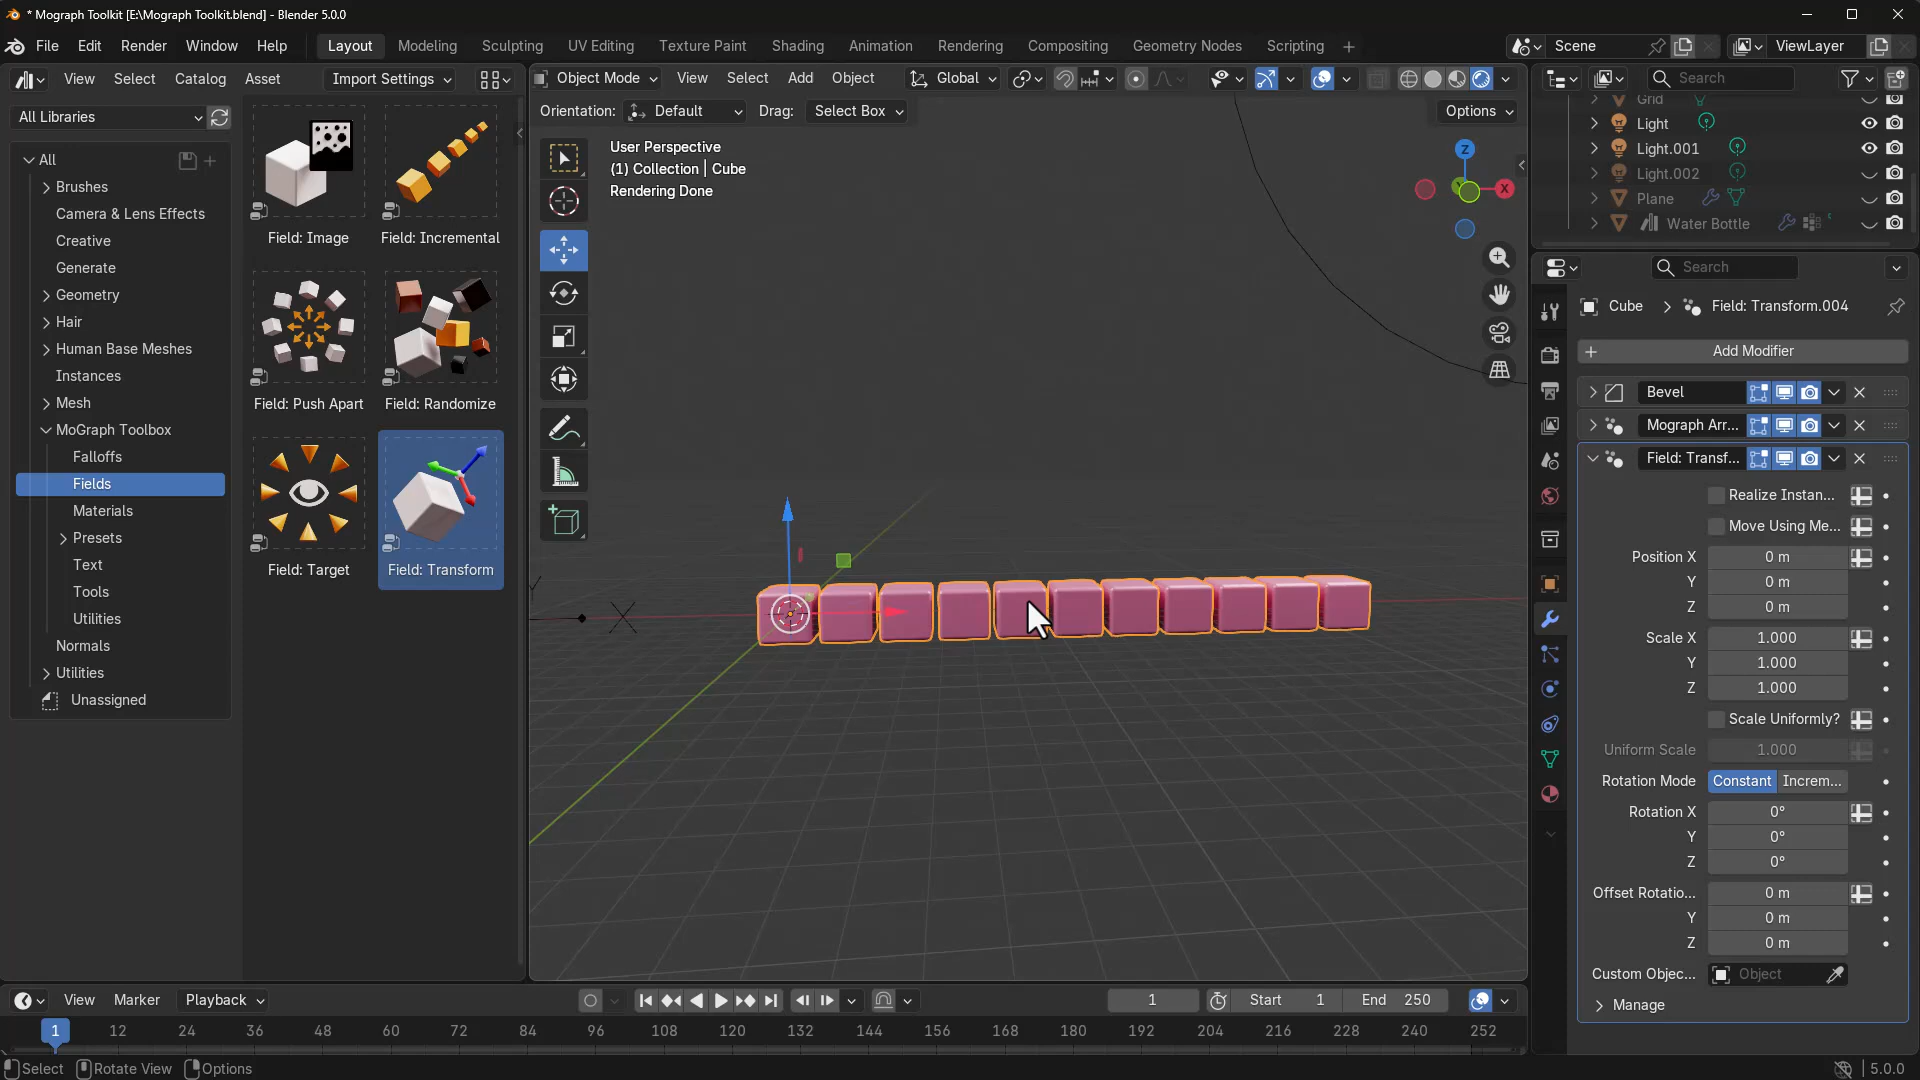 * Mograph Toolkit [E:\Mograph Toolkit.blend] - Blender 5.0.0
File Edit Render Window Help
Layout Modeling Sculpting UV Editing Texture Paint Shading Animation Rendering Compositing Geometry Nodes Scripting
Scene
ViewLayer
View Select Catalog Asset
Import Settings
Object Mode
View Select Add Object
Global
Search
All Libraries
Orientation: Default Drag: Select Box
Options
All
Brushes
Camera & Lens Effects
Creative
Generate
Geometry
Hair
Human Base Meshes
Instances
Mesh
MoGraph Toolbox
Falloffs
Fields
Materials
Presets
Text
Tools
Utilities
Normals
Utilities
Unassigned
Field: Image
Field: Incremental
Field: Push Apart
Field: Randomize
Field: Target
Field: Transform
User Perspective
(1) Collection | Cube
Rendering Done
Z
X
Grid
Light
Light.001
Light.002
Plane
Water Bottle
Search
Cube
Field: Transform.004
Add Modifier
Bevel
Mograph Arr...
Field: Transf...
Realize Instan...
Move Using Me...
Position X 0 m
Y 0 m
Z 0 m
Scale X 1.000
Y 1.000
Z 1.000
Scale Uniformly?
Uniform Scale 1.000
Rotation Mode Constant Increm...
Rotation X 0°
Y 0°
Z 0°
Offset Rotatio... 0 m
Y 0 m
Z 0 m
Custom Objec... Object
Manage
View Marker Playback
1
Start 1
End 250
1 12 24 36 48 60 72 84 96 108 120 132 144 156 168 180 192 204 216 228 240 252
Select Rotate View Options
5.0.0